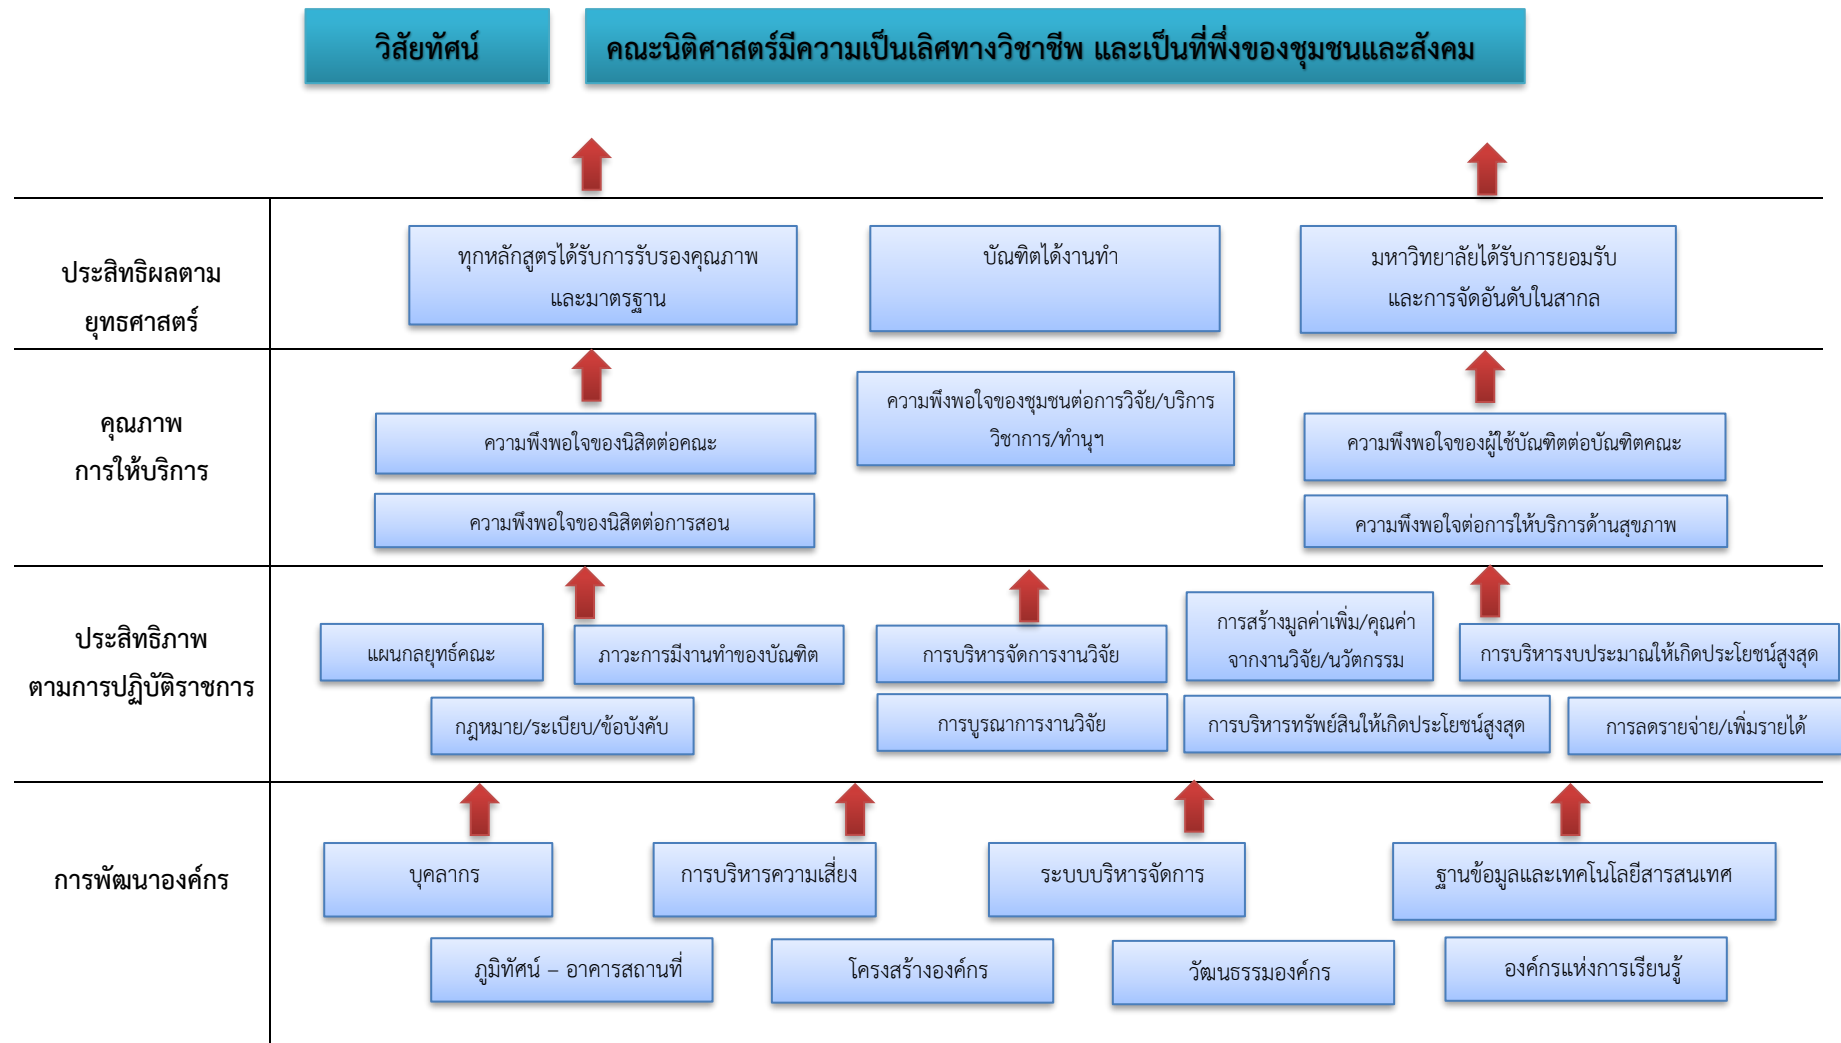 วิสัยทัศน์
คณะนิติศาสตร์มีความเป็นเลิศทางวิชาชีพ และเป็นที่พึ่งของชุมชนและสังคม
ประสิทธิผลตาม
ยุทธศาสตร์
ทุกหลักสูตรได้รับการรับรองคุณภาพ
และมาตรฐาน
บัณฑิตได้งานทำ
มหาวิทยาลัยได้รับการยอมรับ
และการจัดอันดับในสากล
คุณภาพ
การให้บริการ
ความพึงพอใจของนิสิตต่อคณะ
ความพึงพอใจของนิสิตต่อการสอน
ความพึงพอใจของชุมชนต่อการวิจัย/บริการ
วิชาการ/ทำนุฯ
ความพึงพอใจของผู้ใช้บัณฑิตต่อบัณฑิตคณะ
ความพึงพอใจต่อการให้บริการด้านสุขภาพ
ประสิทธิภาพ
ตามการปฏิบัติราชการ
แผนกลยุทธ์คณะ
ภาวะการมีงานทำของบัณฑิต
กฎหมาย/ระเบียบ/ข้อบังคับ
การบริหารจัดการงานวิจัย
การบูรณาการงานวิจัย
การสร้างมูลค่าเพิ่ม/คุณค่า
จากงานวิจัย/นวัตกรรม
การบริหารงบประมาณให้เกิดประโยชน์สูงสุด
การบริหารทรัพย์สินให้เกิดประโยชน์สูงสุด
การลดรายจ่าย/เพิ่มรายได้
การพัฒนาองค์กร
บุคลากร
การบริหารความเสี่ยง
ระบบบริหารจัดการ
ฐานข้อมูลและเทคโนโลยีสารสนเทศ
ภูมิทัศน์ – อาคารสถานที่
โครงสร้างองค์กร
วัฒนธรรมองค์กร
องค์กรแห่งการเรียนรู้